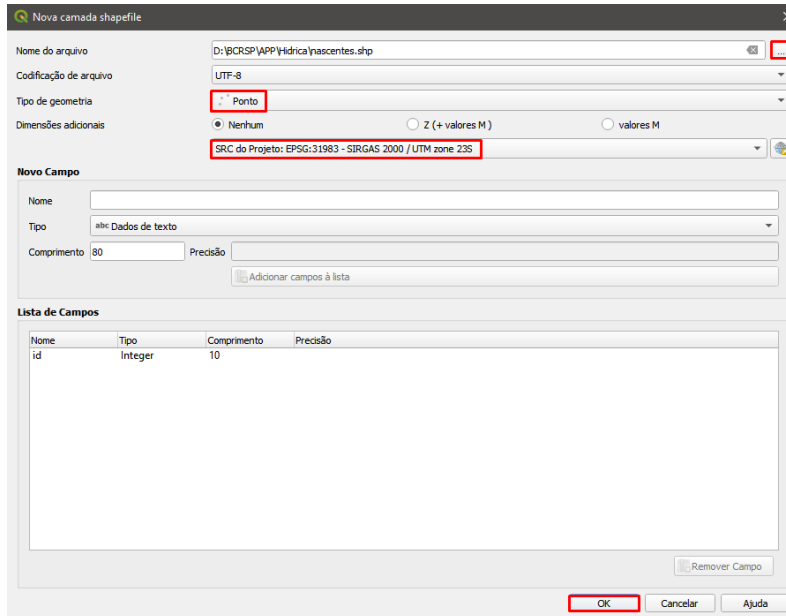 Nova camada shapefile
Nome do arquivo D:\BCRSP\APP\Hidrica\nascentes.shp ...
Codificação de arquivo UTF-8
Tipo de geometria Ponto
Dimensões adicionais Nenhum Z (+ valores M ) valores M
SRC do Projeto: EPSG:31983 - SIRGAS 2000 / UTM zone 23S
Novo Campo
Nome
Tipo abc Dados de texto
Comprimento 80 Precisão
Adicionar campos à lista
Lista de Campos
Nome Tipo Comprimento Precisão
id Integer 10
Remover Campo
OK Cancelar Ajuda